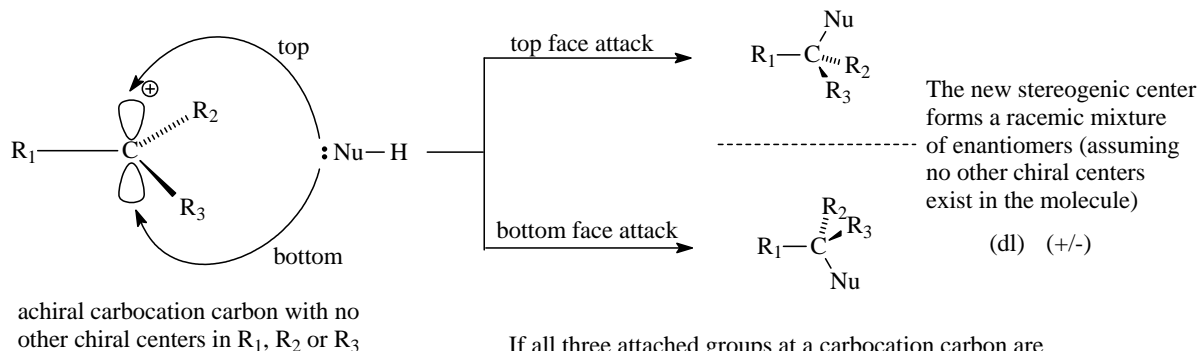 top
⊕
R2
R1
C
:Nu
H
R3
bottom
achiral carbocation carbon with no
other chiral centers in R1, R2 or R3
top face attack
bottom face attack
Nu
R1
C
R2
R3
R2
R1
C
R3
Nu
The new stereogenic center
forms a racemic mixture
of enantiomers (assuming
no other chiral centers
exist in the molecule)
(dl) (+/-)
If all three attached groups at a carbocation carbon are